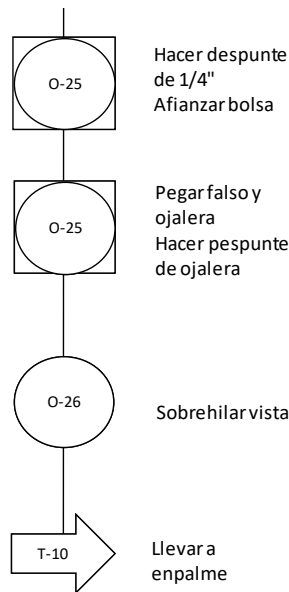 O-25
Hacer despunte
de 1/4"
Afianzar bolsa
O-25
Pegar falso y
ojalera
Hacer pespunte
de ojalera
O-26
Sobrehilar vista
T-10
Llevar a
enpalme